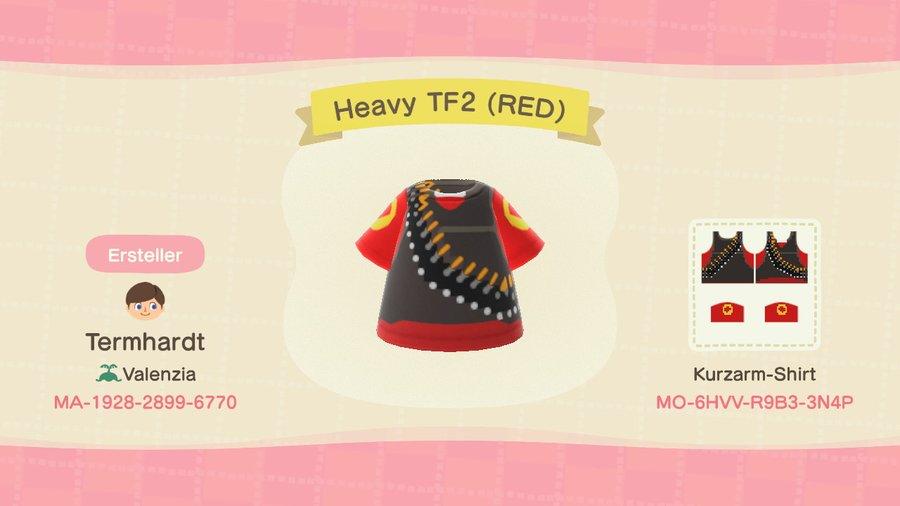 Heavy TF2 (RED)
Ersteller
Termhardt
Valenzia
MA-1928-2899-6770
Kurzarm-Shirt
MO-6HVV-R9B3-3N4P